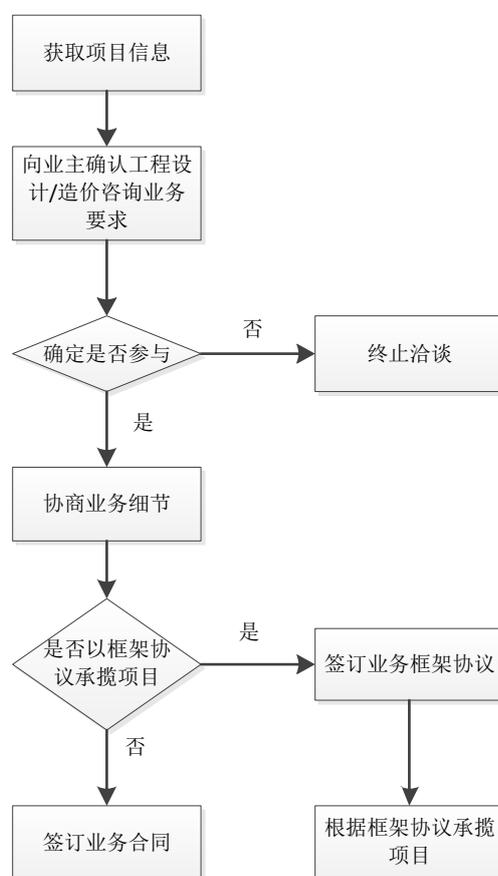 获取项目信息
向业主确认工程设
计/造价咨询业务
要求
确定是否参与
否
终止洽谈
是
协商业务细节
是否以框架协
议承揽项目
是
签订业务框架协议
否
签订业务合同
根据框架协议承揽
项目